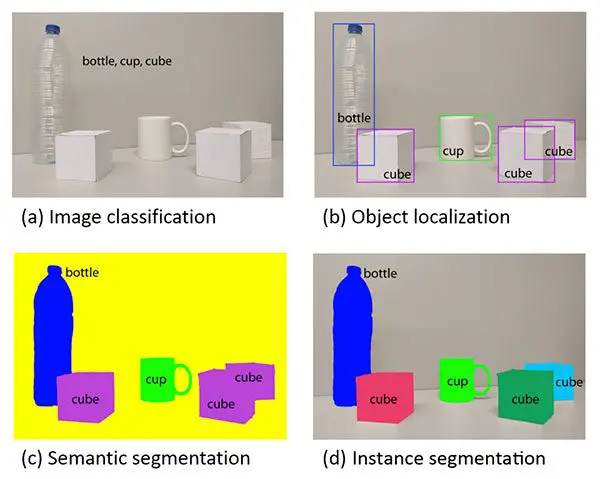 bottle, cup, cube
(a) Image classification
bottle
cup
cube
cube
cube
(b) Object localization
bottle
cup
cube
cube
cube
(c) Semantic segmentation
bottle
cup
cube
cube
cube
(d) Instance segmentation